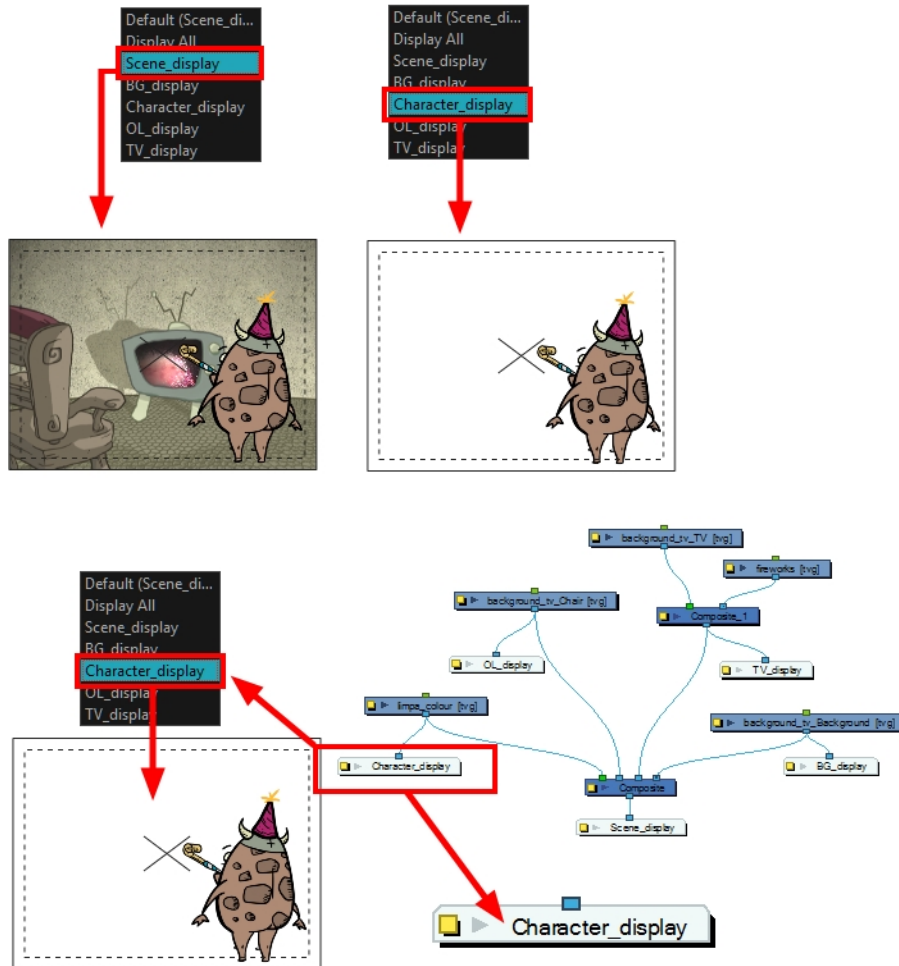 Default (Scene_di...
Display All
Scene_display
BG_display
Character_display
OL_display
TV_display
Default (Scene_di...
Display All
Scene_display
BG_display
Character_display
OL_display
TV_display
Default (Scene_di...
Display All
Scene_display
BG_display
Character_display
OL_display
TV_display
background_tv_TV [tvg]
fireworks [tvg]
background_tv_Chair [tvg]
Composite_1
OL_display
TV_display
limpa_colour [tvg]
background_tv_Background [tvg]
Character_display
BG_display
Composite
Scene_display
Character_display